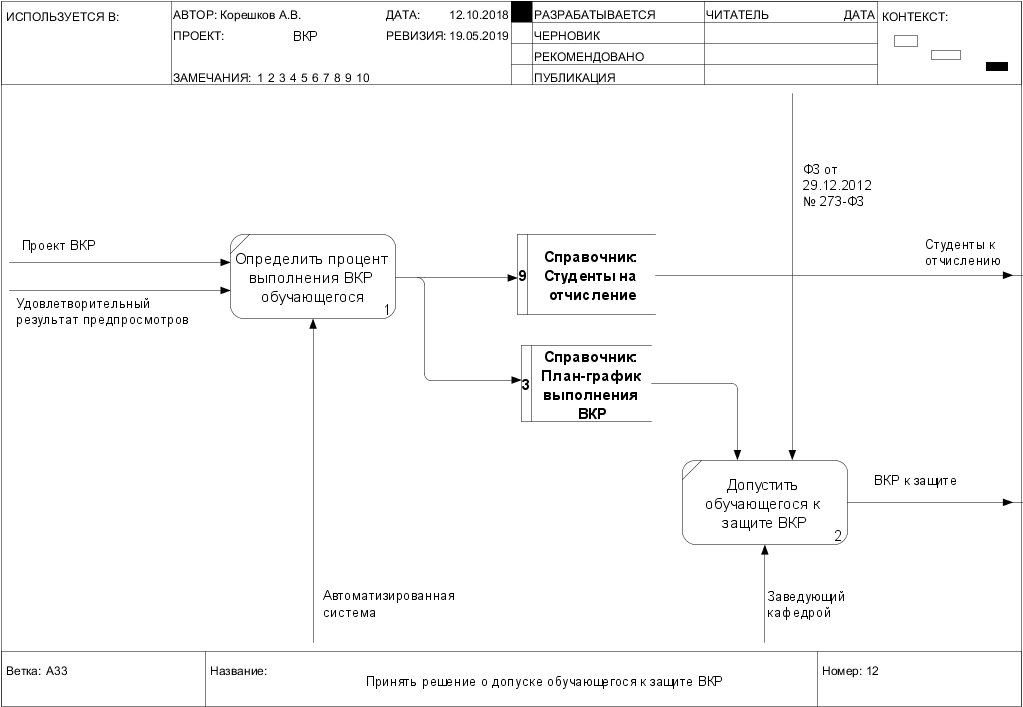 ИСПОЛЬЗУЕТСЯ В:
АВТОР: Корешков А.В.
ДАТА: 12.10.2018
ПРОЕКТ: ВКР
РЕВИЗИЯ: 19.05.2019
ЗАМЕЧАНИЯ: 1 2 3 4 5 6 7 8 9 10
РАЗРАБАТЫВАЕТСЯ
ЧЕРНОВИК
РЕКОМЕНДОВАНО
ПУБЛИКАЦИЯ
ЧИТАТЕЛЬ ДАТА
КОНТЕКСТ:
ФЗ от
29.12.2012
№ 273-ФЗ
Проект ВКР
Удовлетворительный
результат предпросмотров
Определить процент
выполнения ВКР
обучающегося
1
9
Справочник:
Студенты на
отчисление
Студенты к
отчислению
3
Справочник:
План-график
выполнения
ВКР
Допустить
обучающегося к
защите ВКР
2
ВКР к защите
Автоматизированная
система
Заведующий
кафедрой
Ветка: A33
Название:
Принять решение о допуске обучающегося к защите ВКР
Номер: 12